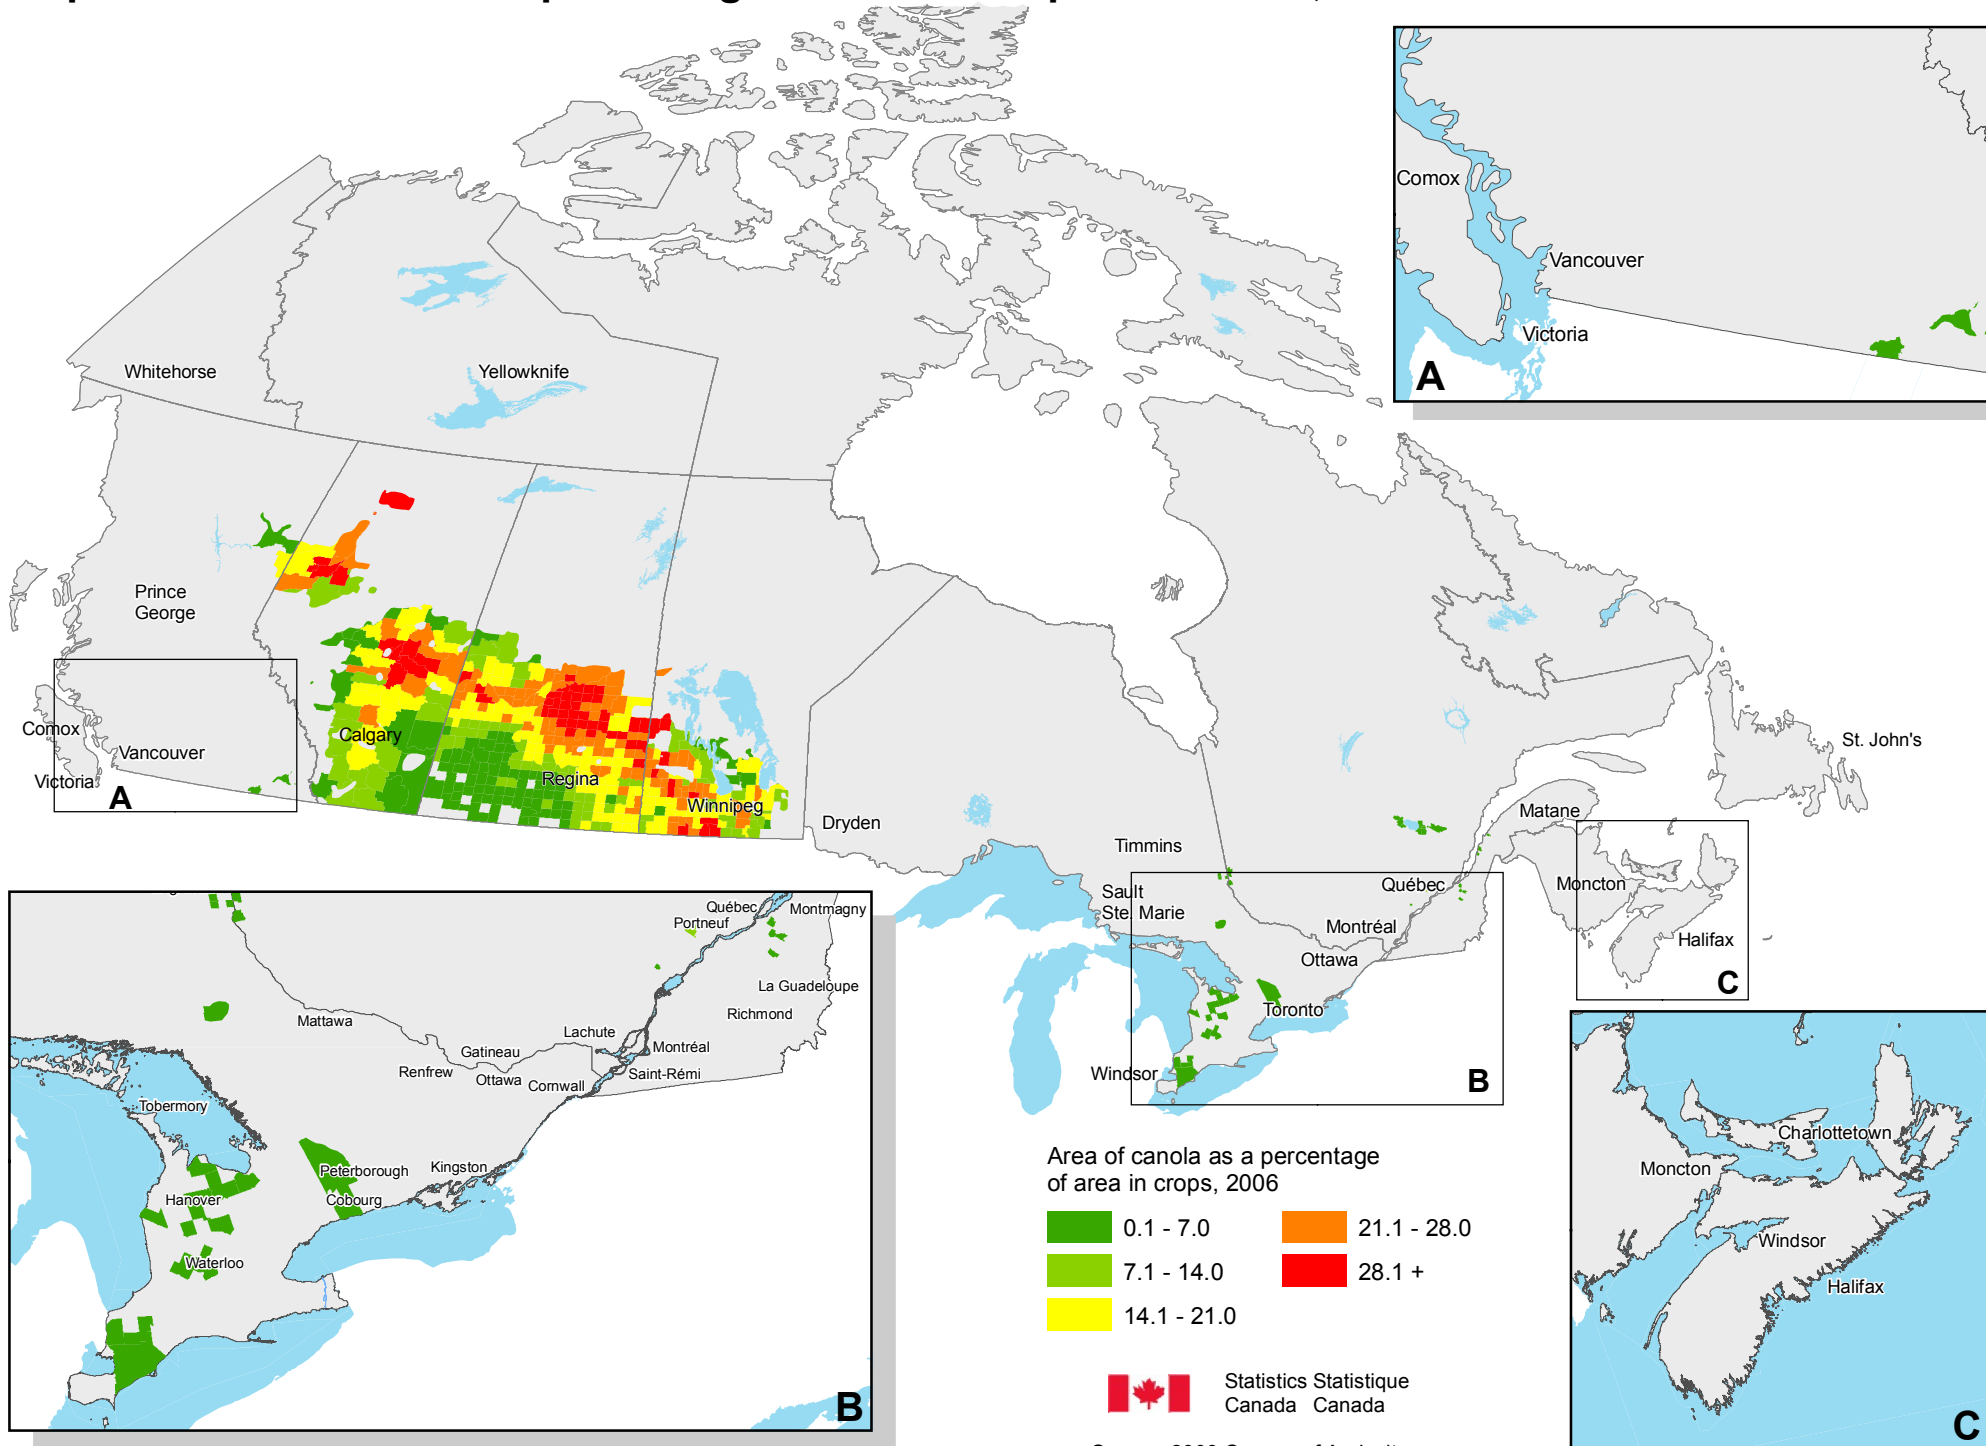 Whitehorse
Yellowknife
Prince
George
Comox
Vancouver
Victoria
A
Calgary
Regina
Winnipeg
Dryden
Timmins
Sault
Ste. Marie
Québec
Montréal
Ottawa
Toronto
Windsor
B
Matane
Moncton
Halifax
C
St. John's
Comox
Vancouver
Victoria
A
Québec
Montmagny
Portneuf
La Guadeloupe
Richmond
Mattawa
Lachute
Gatineau
Montréal
Renfrew
Ottawa
Cornwall
Saint-Rémi
Tobermory
Peterborough
Kingston
Hanover
Cobourg
Waterloo
B
Area of canola as a percentage
of area in crops, 2006
0.1 - 7.0
21.1 - 28.0
7.1 - 14.0
28.1 +
14.1 - 21.0
Statistics Statistique
Canada Canada
Charlottetown
Moncton
Windsor
Halifax
C